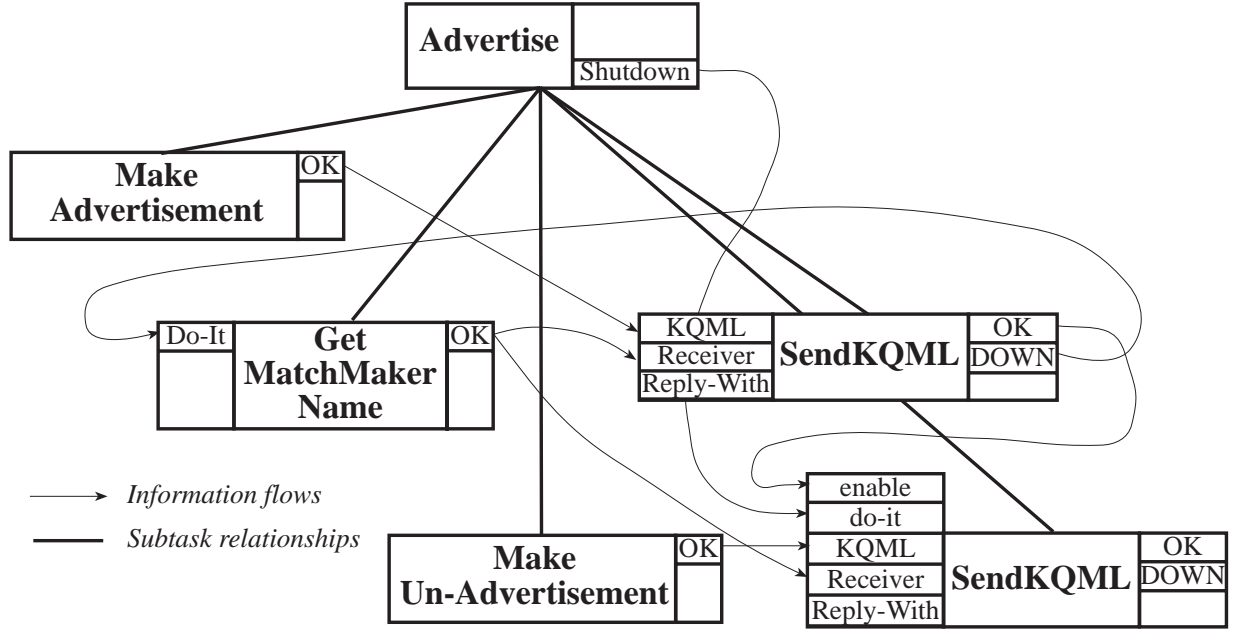 Advertise
Shutdown
Make
Advertisement
OK
Do-It
Get
MatchMaker
Name
OK
KQML
Receiver
Reply-With
SendKQML
OK
DOWN
Information flows
Subtask relationships
Make
Un-Advertisement
OK
enable
do-it
KQML
Receiver
Reply-With
SendKQML
OK
DOWN